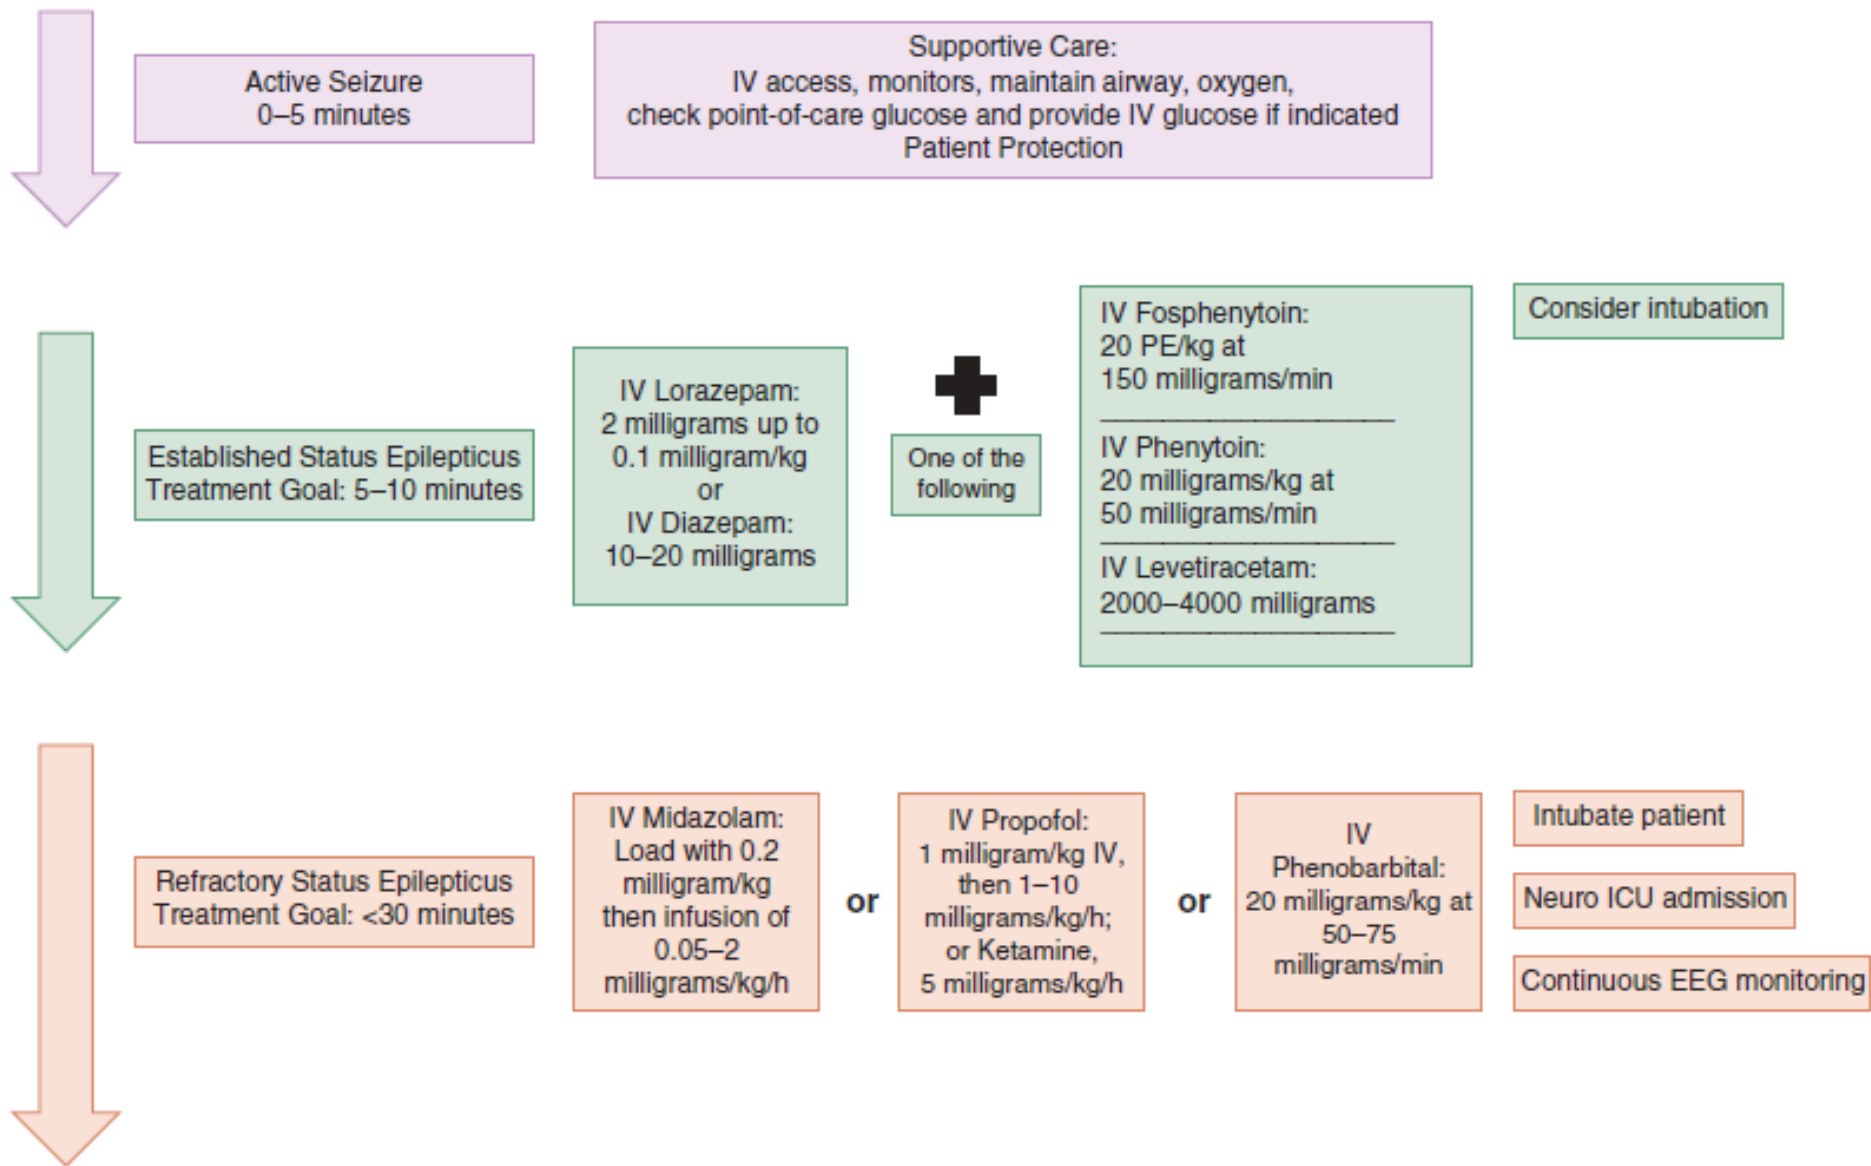 Active Seizure
0–5 minutes
Supportive Care:
IV access, monitors, maintain airway, oxygen,
check point-of-care glucose and provide IV glucose if indicated
Patient Protection
Established Status Epilepticus
Treatment Goal: 5–10 minutes
IV Lorazepam:
2 milligrams up to
0.1 milligram/kg
or
IV Diazepam:
10–20 milligrams
One of the
following
IV Fosphenytoin:
20 PE/kg at
150 milligrams/min
IV Phenytoin:
20 milligrams/kg at
50 milligrams/min
IV Levetiracetam:
2000–4000 milligrams
Consider intubation
Refractory Status Epilepticus
Treatment Goal: <30 minutes
IV Midazolam:
Load with 0.2
milligram/kg
then infusion of
0.05–2
milligrams/kg/h
or
IV Propofol:
1 milligram/kg IV,
then 1–10
milligrams/kg/h;
or Ketamine,
5 milligrams/kg/h
or
IV
Phenobarbital:
20 milligrams/kg at
50–75
milligrams/min
Intubate patient
Neuro ICU admission
Continuous EEG monitoring